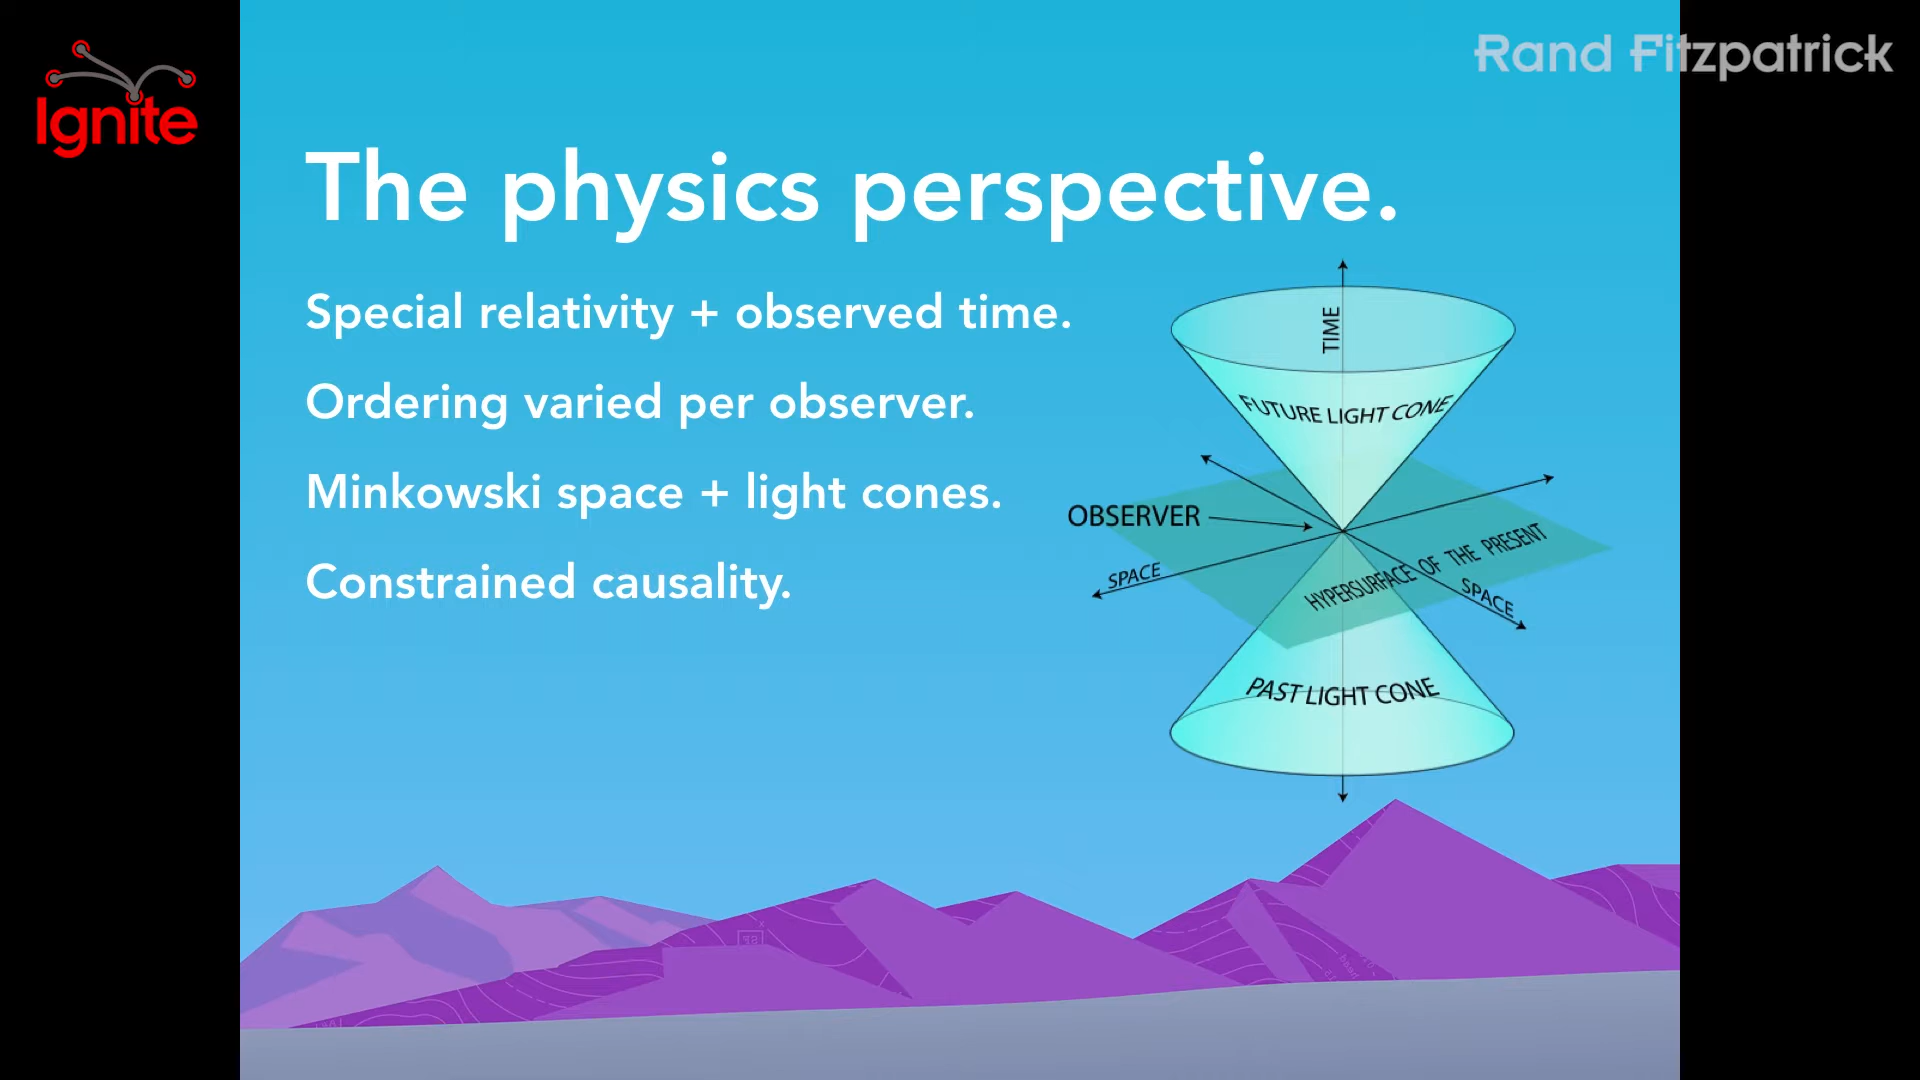 Ignite
Rand Fitzpatrick
The physics perspective.
Special relativity + observed time.
Ordering varied per observer.
Minkowski space + light cones.
Constrained causality.
TIME
FUTURE LIGHT CONE
OBSERVER
SPACE
HYPERSURFACE OF THE PRESENT
SPACE
PAST LIGHT CONE